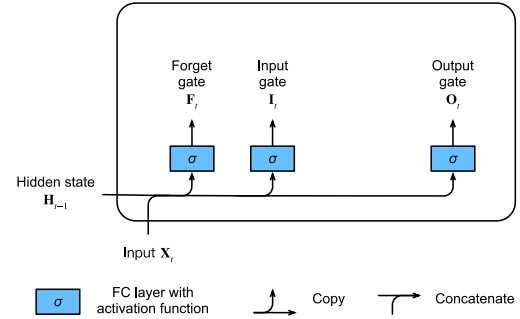 Forget
gate
F_t
Input
gate
I_t
Output
gate
O_t
σ
σ
σ
Hidden state
H_{t−1}
Input X_t
σ
FC layer with
activation function
Copy
Concatenate